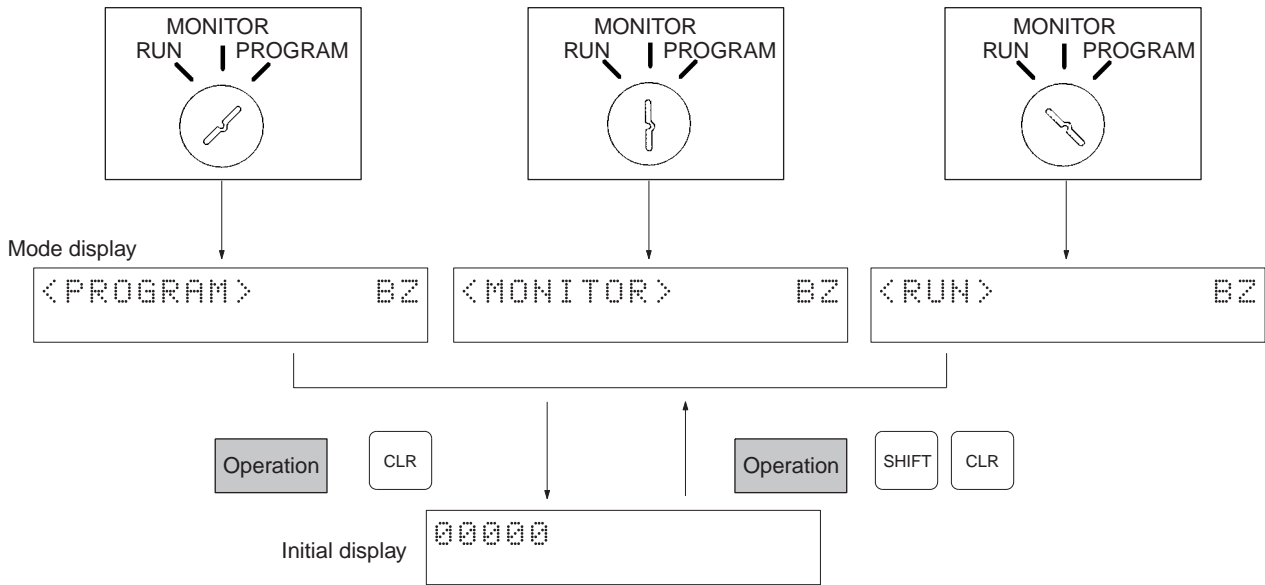 MONITOR
RUN PROGRAM
MONITOR
RUN PROGRAM
MONITOR
RUN PROGRAM
Mode display
<PROGRAM> BZ
<MONITOR> BZ
<RUN> BZ
Operation
CLR
Operation
SHIFT
CLR
Initial display
00000